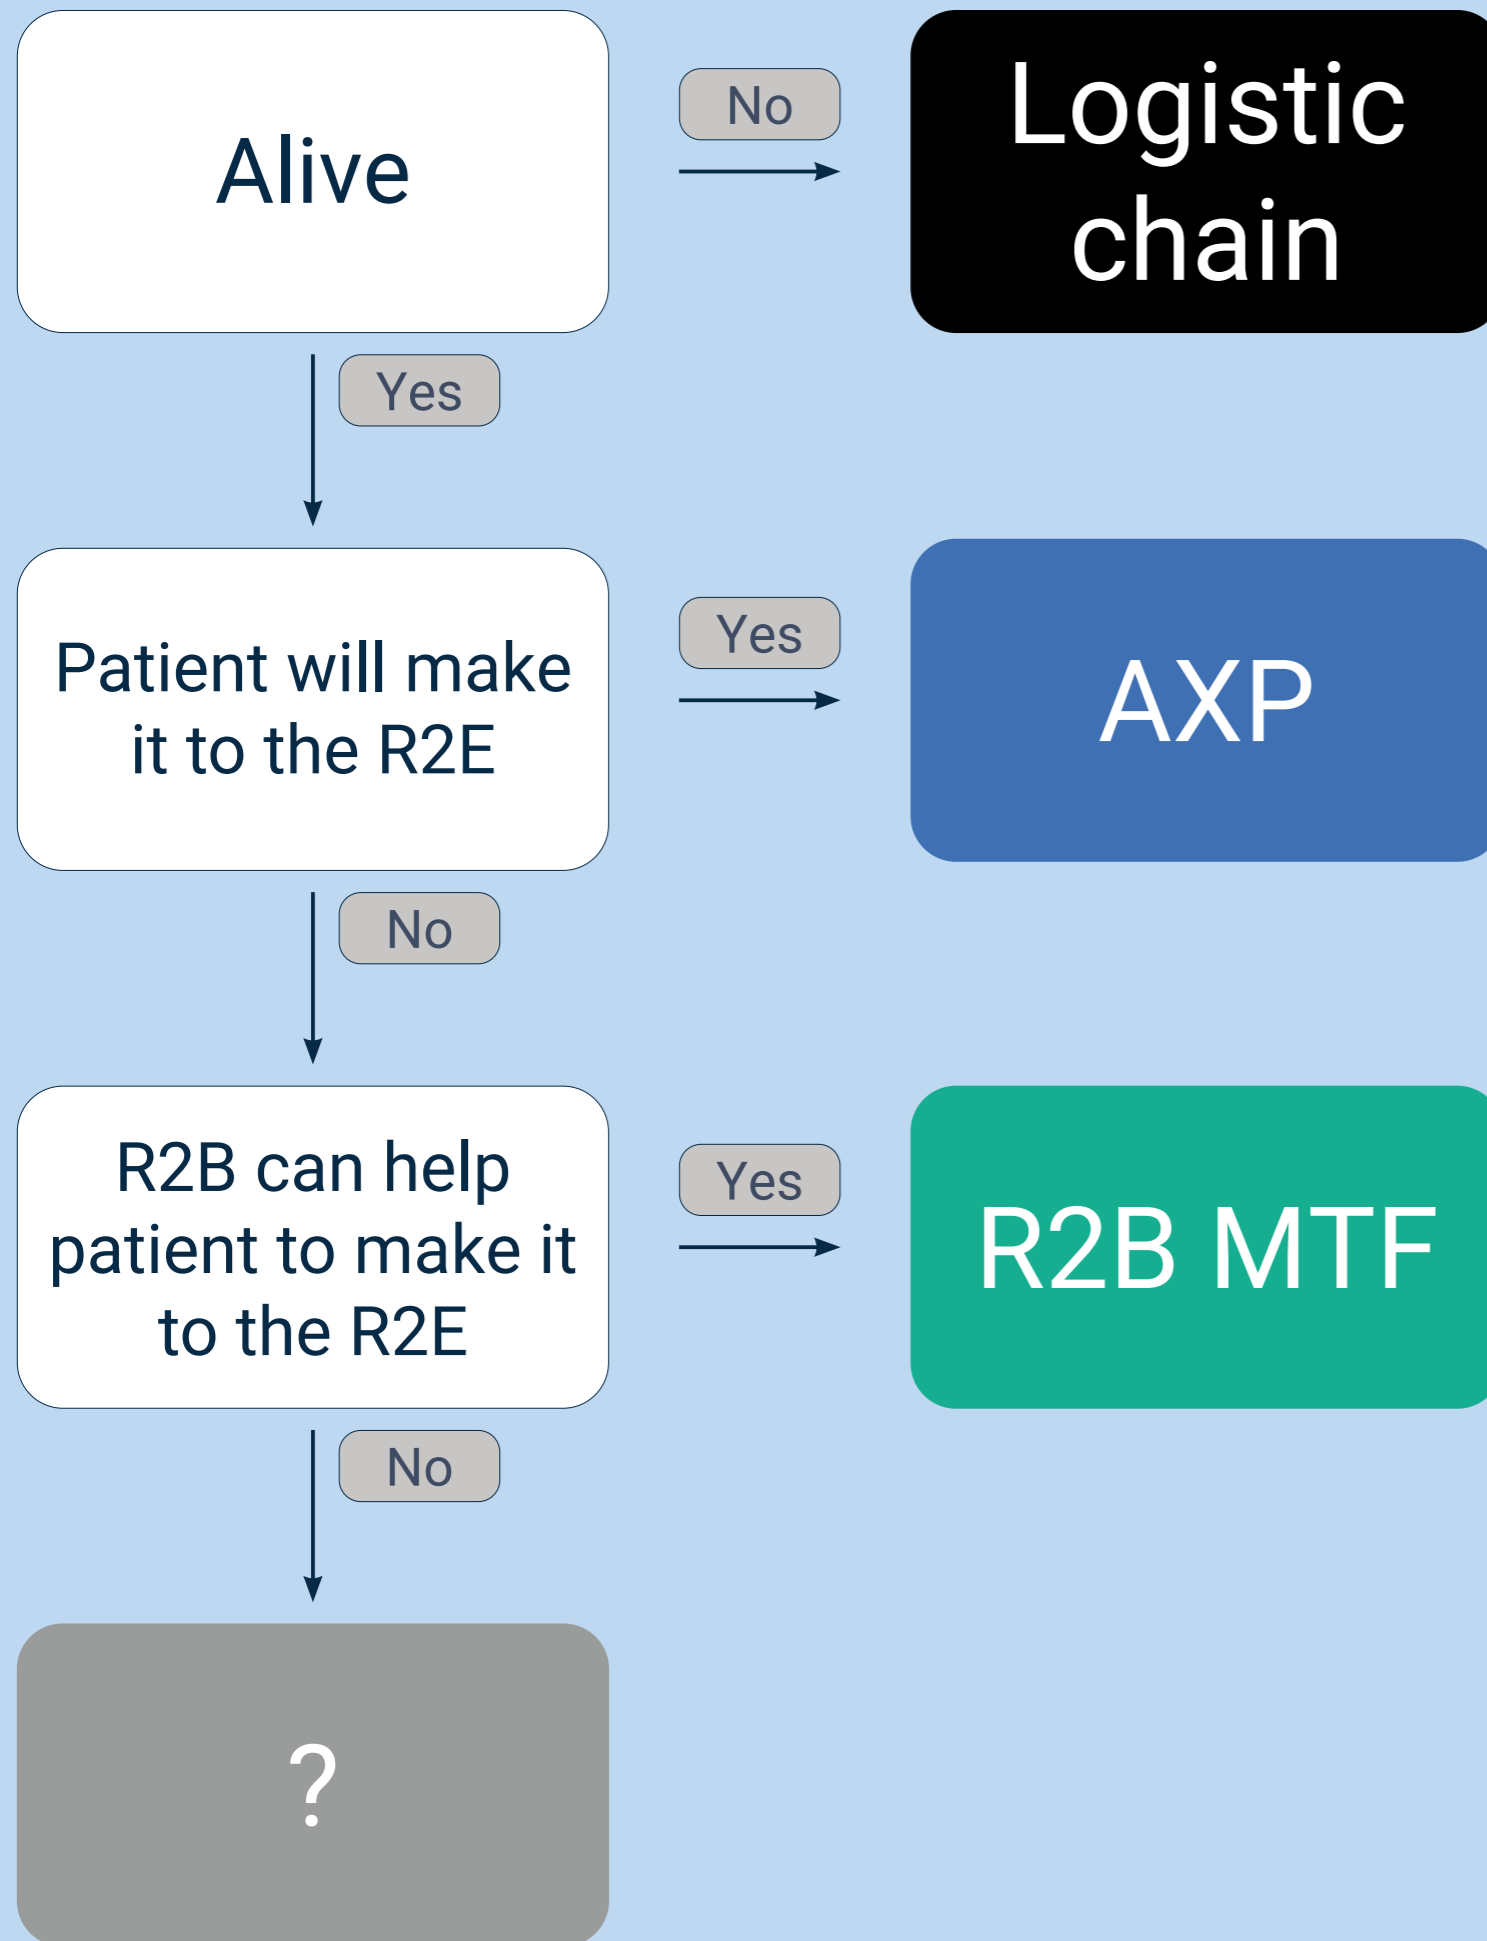 Alive
No
Logistic
chain
Yes
Patient will make
it to the R2E
Yes
AXP
No
R2B can help
patient to make it
to the R2E
Yes
R2B MTF
No
?